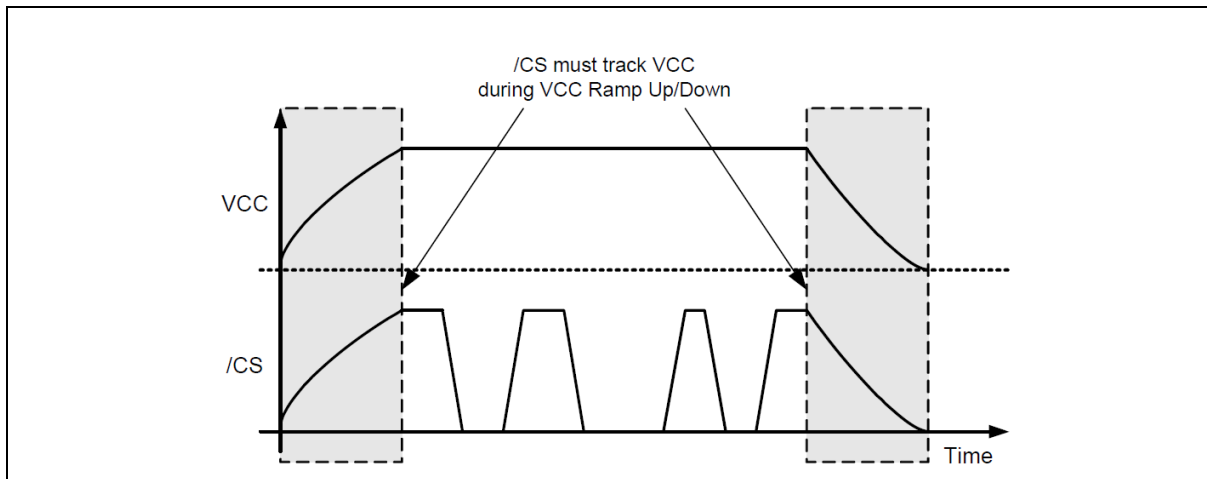 /CS must track VCC
during VCC Ramp Up/Down
VCC
/CS
Time